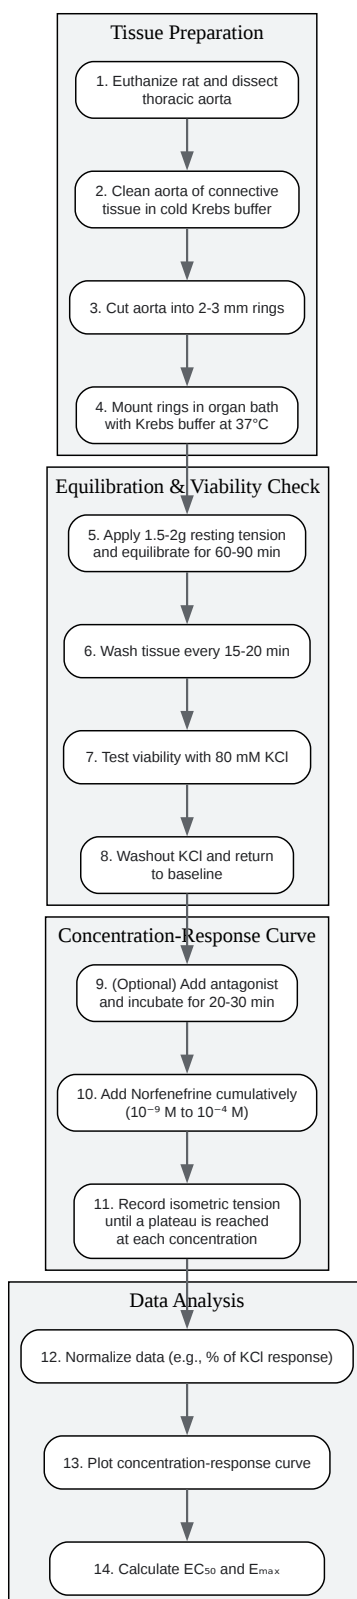 Tissue Preparation
1. Euthanize rat and dissect
thoracic aorta
2. Clean aorta of connective
tissue in cold Krebs buffer
3. Cut aorta into 2-3 mm rings
4. Mount rings in organ bath
with Krebs buffer at 37°C
Equilibration & Viability Check
5. Apply 1.5-2g resting tension
and equilibrate for 60-90 min
6. Wash tissue every 15-20 min
7. Test viability with 80 mM KCl
8. Washout KCl and return
to baseline
Concentration-Response Curve
9. (Optional) Add antagonist
and incubate for 20-30 min
10. Add Norfenefrine cumulatively
(10⁻⁹ M to 10⁻⁴ M)
11. Record isometric tension
until a plateau is reached
at each concentration
Data Analysis
12. Normalize data (e.g., % of KCl response)
13. Plot concentration-response curve
14. Calculate EC₅₀ and Eₘₐₓ